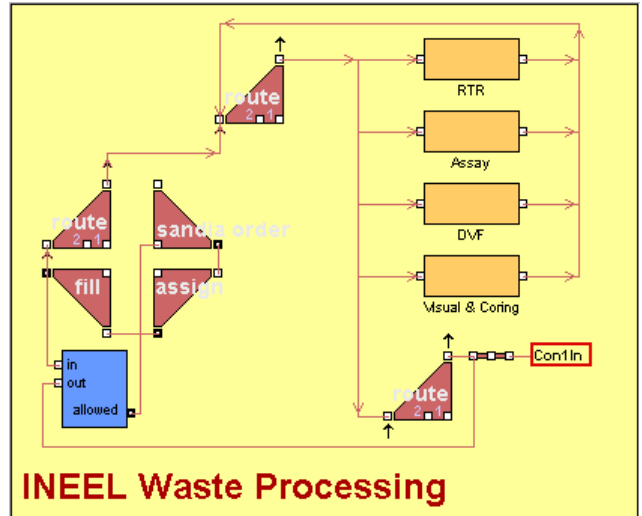 route
2 1
RTR
Assay
route
2 1
sandia order
DVF
fill
assign
Visual & Coring
in
out
allowed
Con1In
route
2 1
INEEL Waste Processing